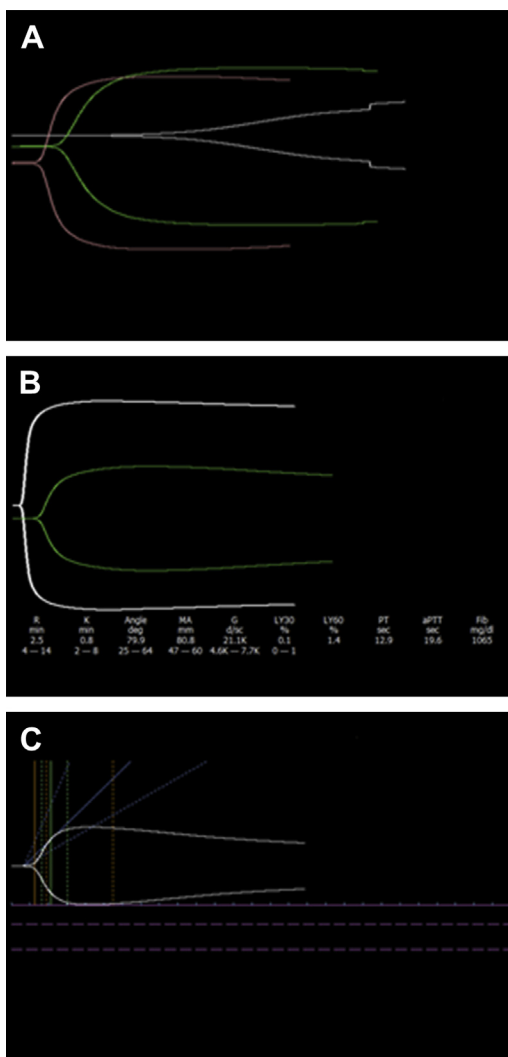 A
B
R K Angle MA G LY30 LY60 PT aPTT Fib
min min deg mm d/sc % % sec sec mg/dl
2.5 0.8 79.9 80.8 21.1K 0.1 1.4 12.9 19.6 1065
4 — 14 2 — 8 25 — 64 47 — 60 4.6K — 7.7K 0 — 1
C